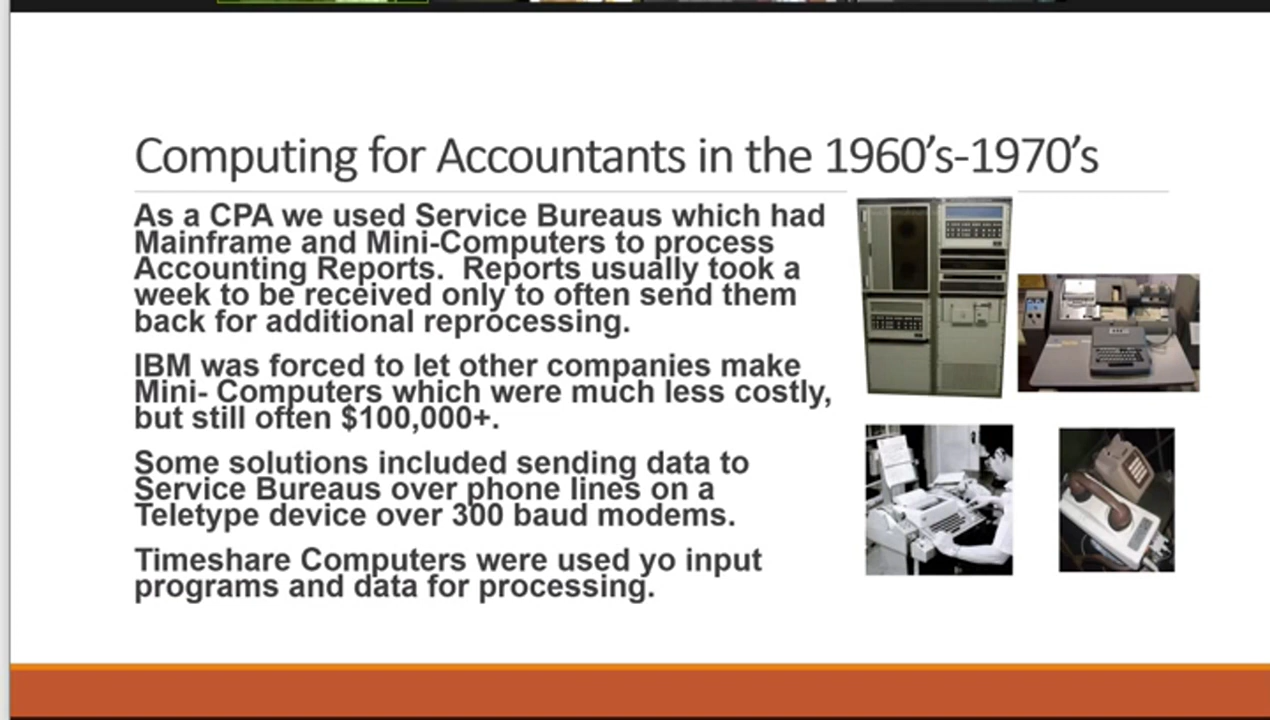 Computing for Accountants in the 1960’s-1970’s
As a CPA we used Service Bureaus which had
Mainframe and Mini-Computers to process
Accounting Reports.  Reports usually took a
week to be received only to often send them
back for additional reprocessing.
IBM was forced to let other companies make
Mini- Computers which were much less costly,
but still often $100,000+.
Some solutions included sending data to
Service Bureaus over phone lines on a
Teletype device over 300 baud modems.
Timeshare Computers were used yo input
programs and data for processing.